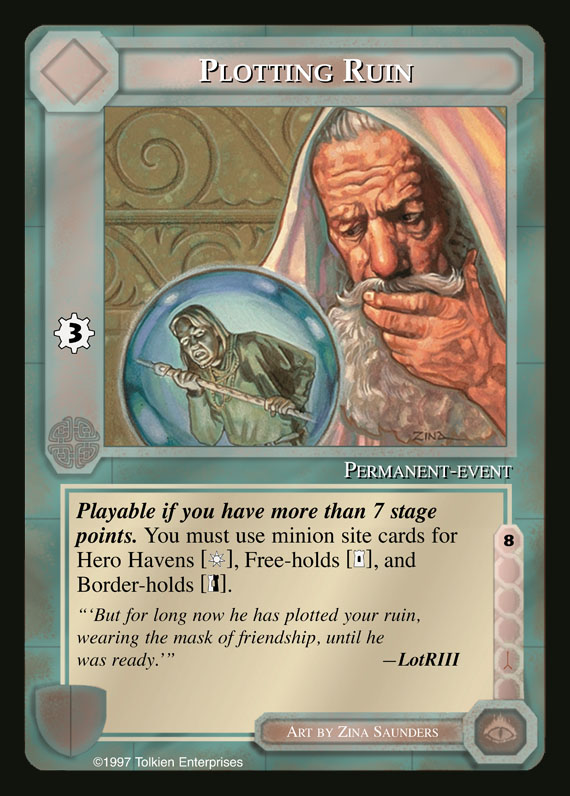 PLOTTING RUIN
3
ZINA
PERMANENT-EVENT
Playable if you have more than 7 stage
points. You must use minion site cards for
Hero Havens [ ], Free-holds [ ], and
Border-holds [ ].
8
“‘But for long now he has plotted your ruin,
wearing the mask of friendship, until he
was ready.’” —LotRIII
ART BY ZINA SAUNDERS
©1997 Tolkien Enterprises